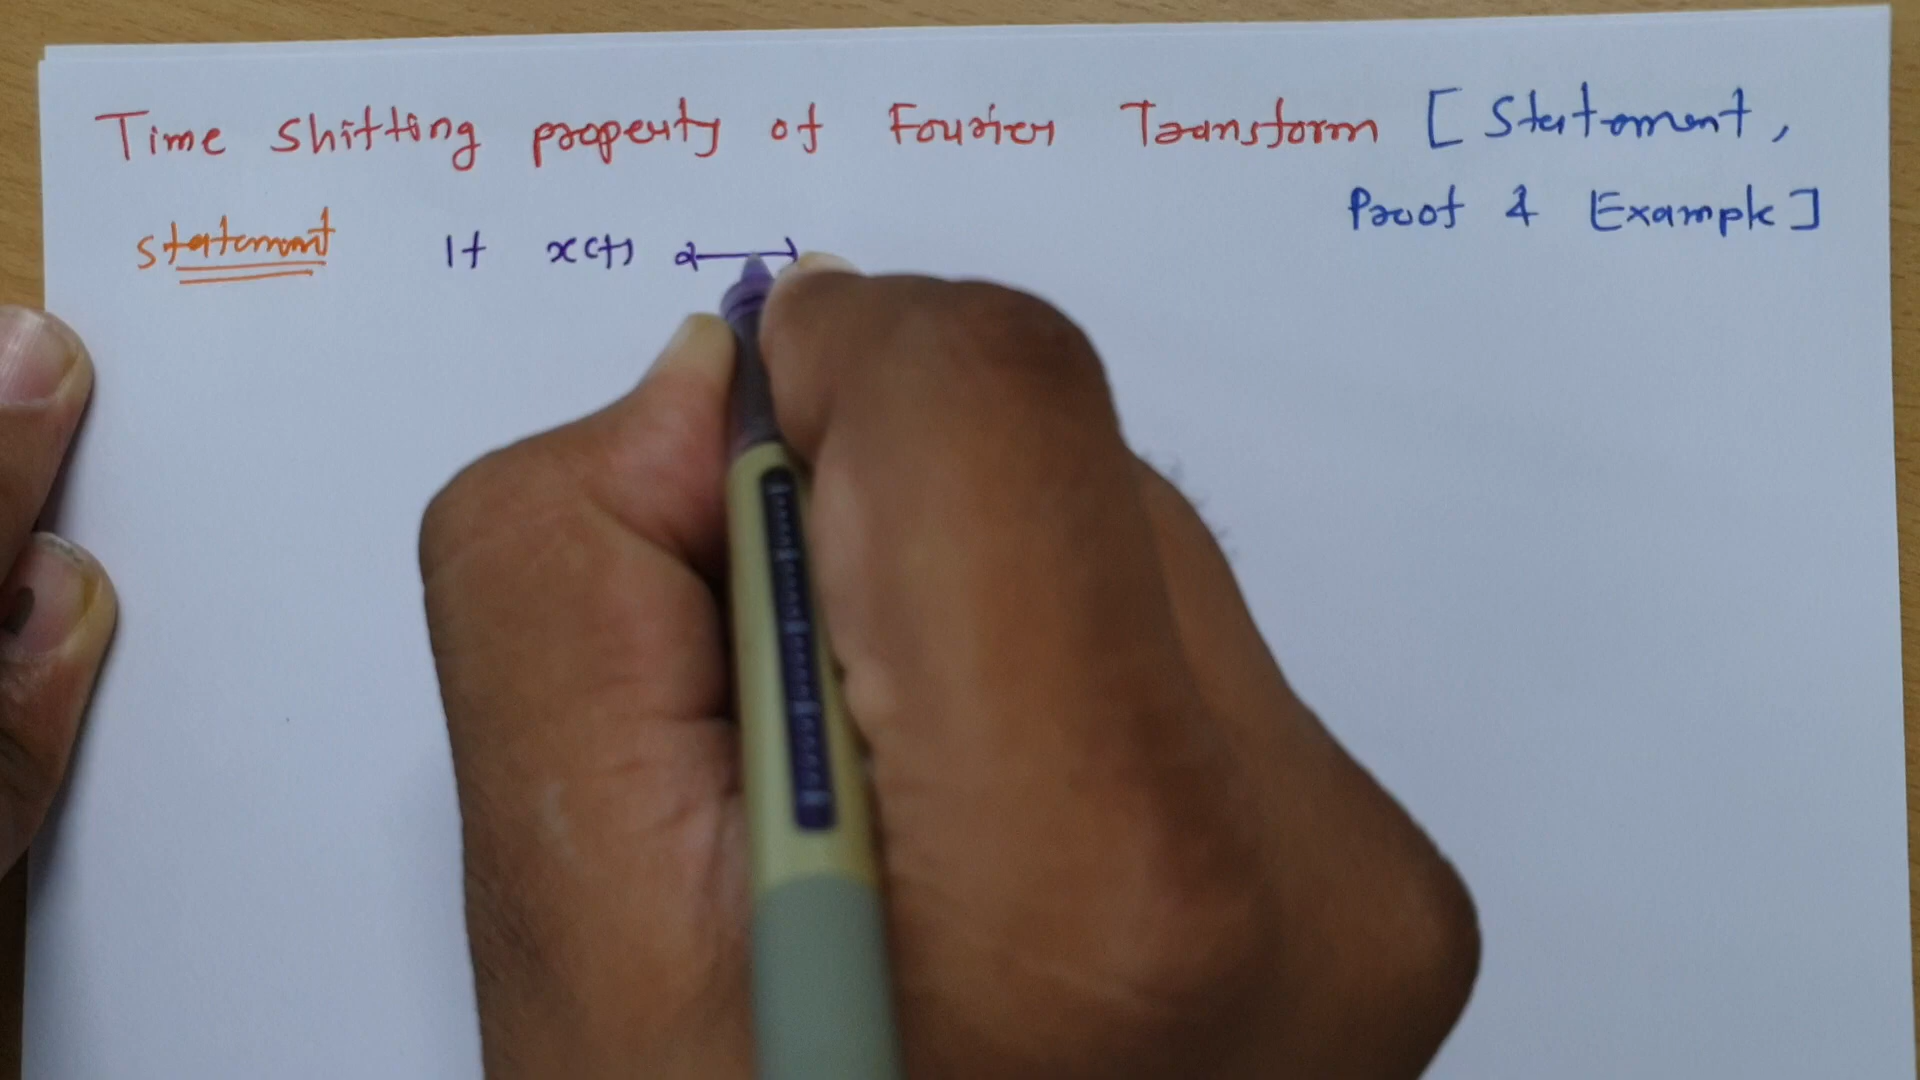 Time Shifting property of Fourier Transform [Statement,
Proof & Example]
Statement If x(t) ↔